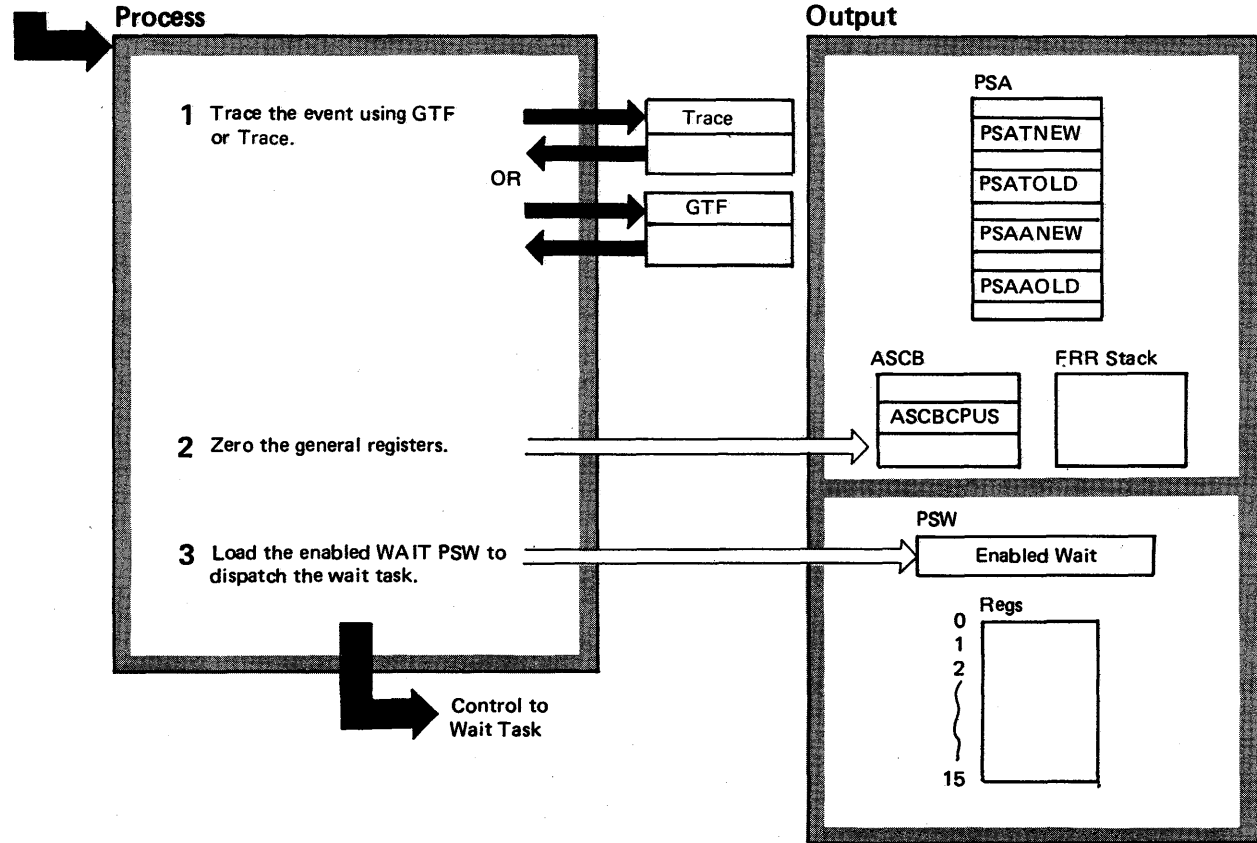 Process
1 Trace the event using GTF
or Trace.
OR
Trace
GTF
2 Zero the general registers.
3 Load the enabled WAIT PSW to
dispatch the wait task.
Control to
Wait Task
Output
PSA
PSATNEW
PSATOLD
PSAANEW
PSAAOLD
ASCB
ASCBCPUS
FRR Stack
PSW
Enabled Wait
Regs
0
1
2
15